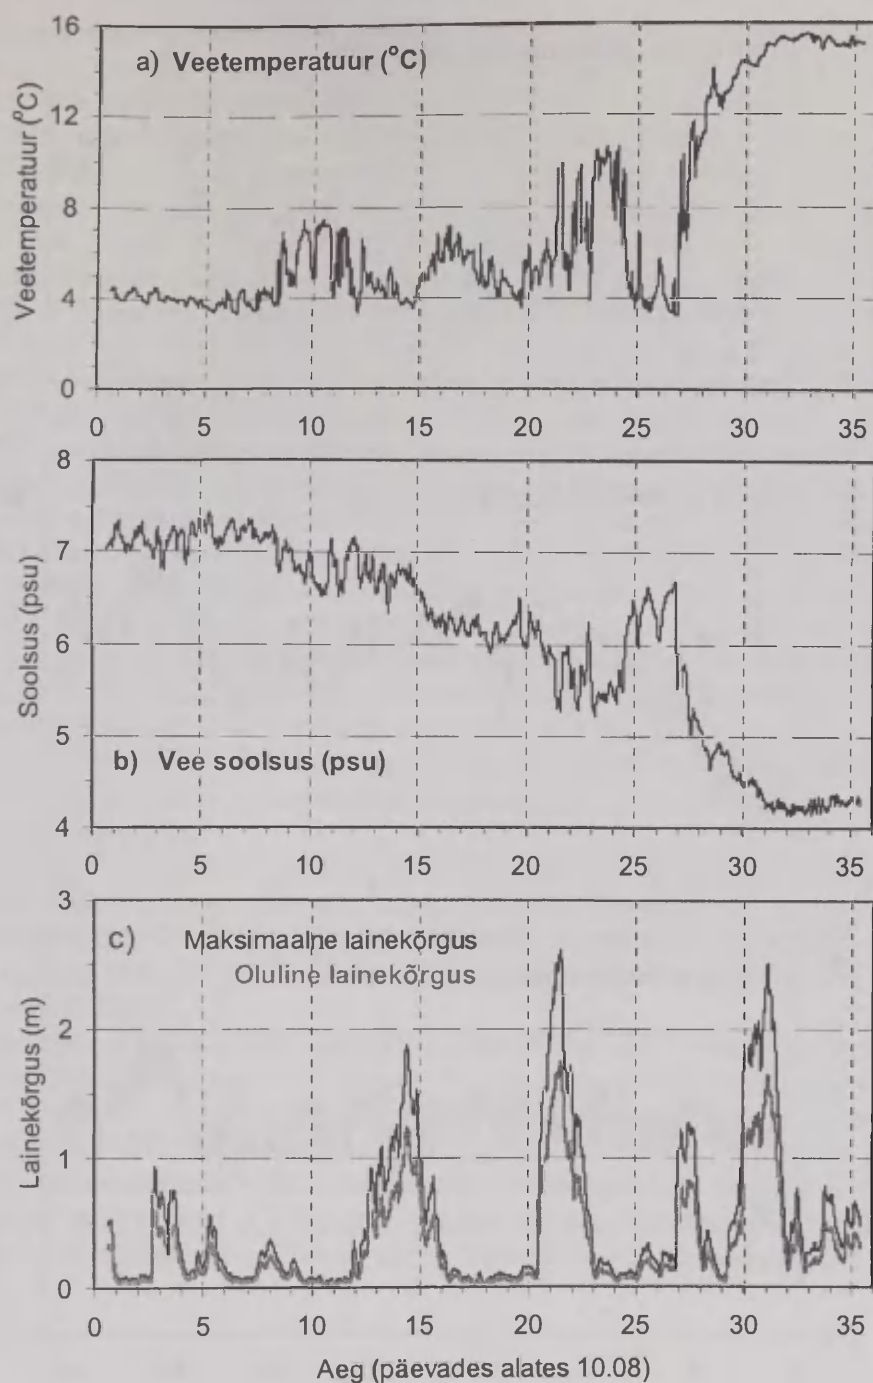 a) Veetemperatuur (°C)
Veetemperatuur (°C)
16
12
8
4
0
0 5 10 15 20 25 30 35
b) Vee soolsus (psu)
Soolsus (psu)
8
7
6
5
4
0 5 10 15 20 25 30 35
c) Maksimaalne lainekõrgus
Oluline lainekõrgus
Lainekõrgus (m)
3
2
1
0
0 5 10 15 20 25 30 35
Aeg (päevades alates 10.08)